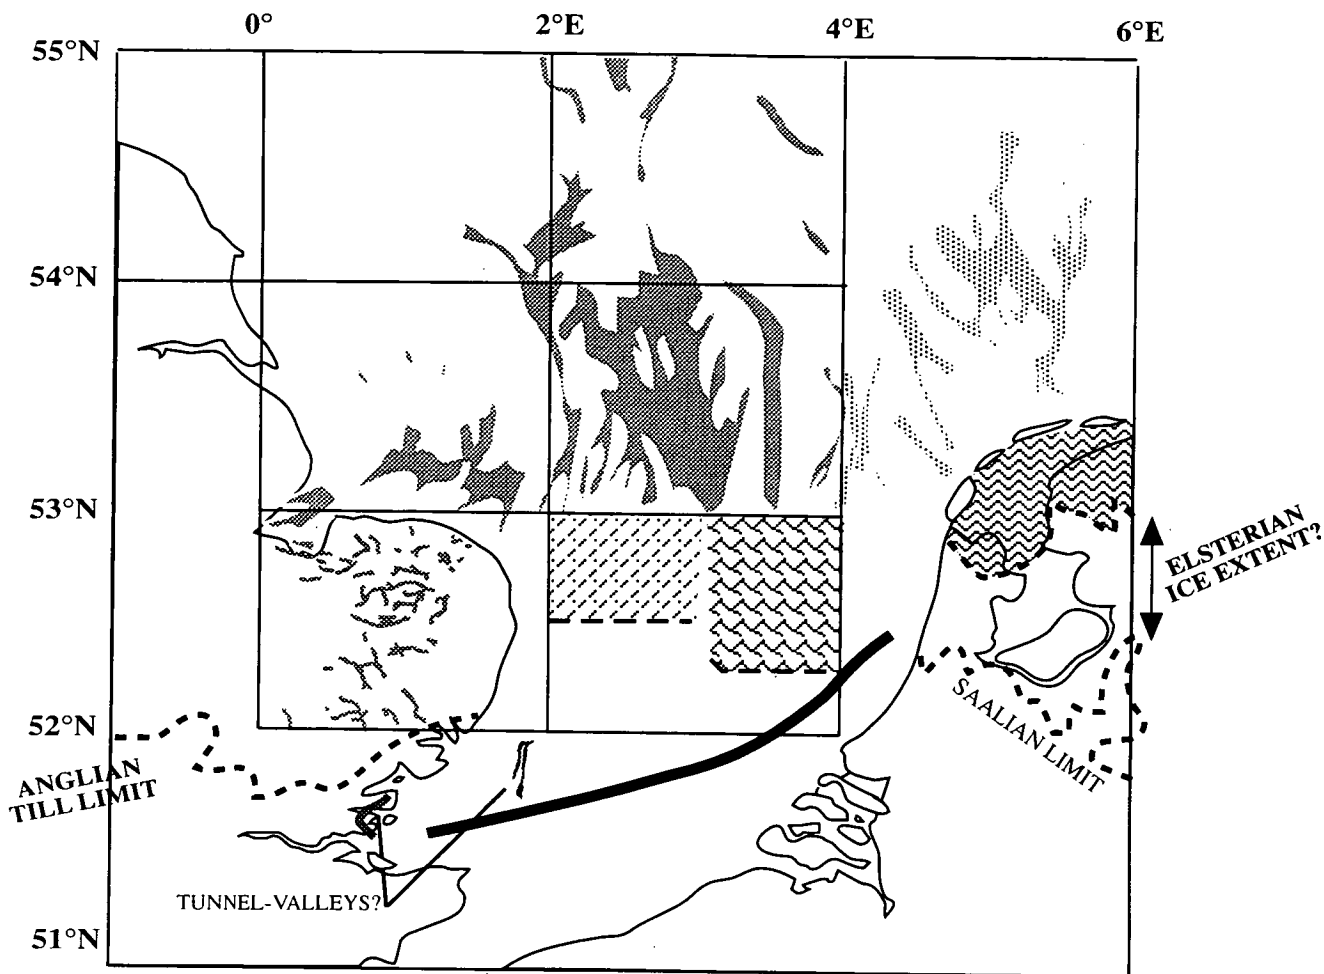 0°
2°E
4°E
6°E
55°N
54°N
53°N
52°N
51°N
ELSTERIAN
ICE EXTENT?
SAALIAN LIMIT
ANGLIAN
TILL LIMIT
TUNNEL-VALLEYS?